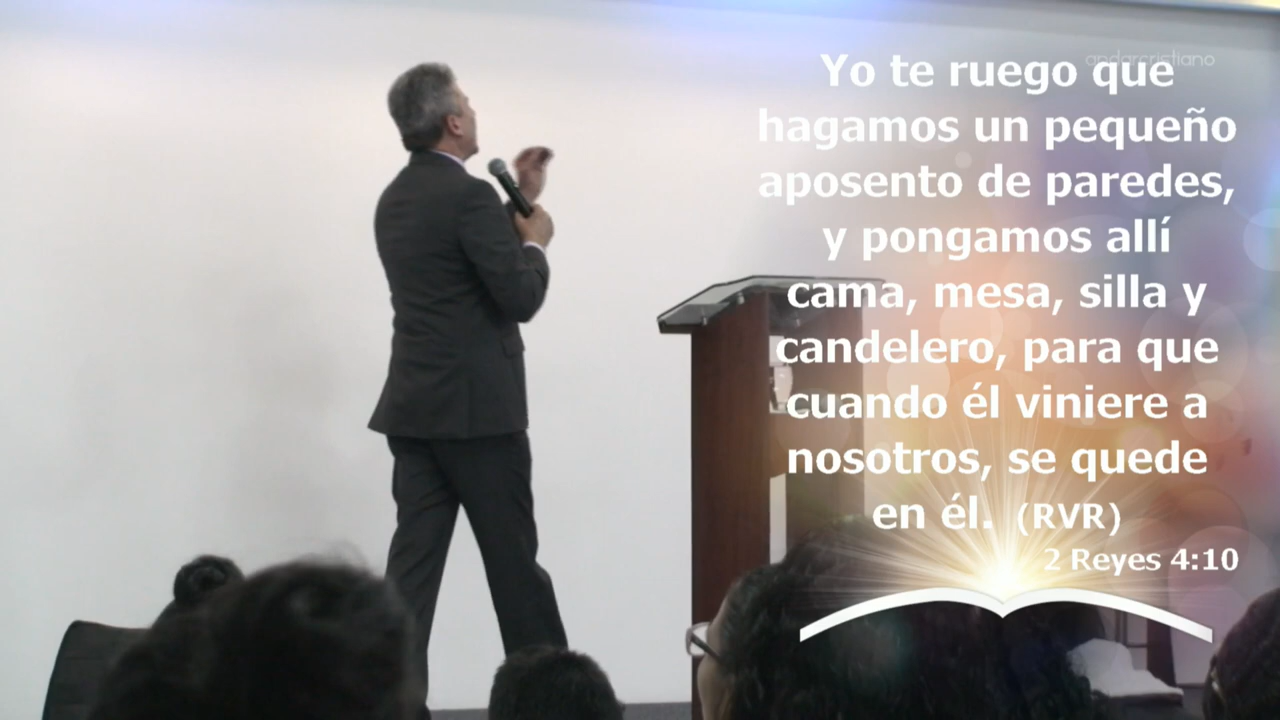 andarcristiano
Yo te ruego que
hagamos un pequeño
aposento de paredes,
y pongamos allí
cama, mesa, silla y
candelero, para que
cuando él viniere a
nosotros, se quede
en él. (RVR)
2 Reyes 4:10